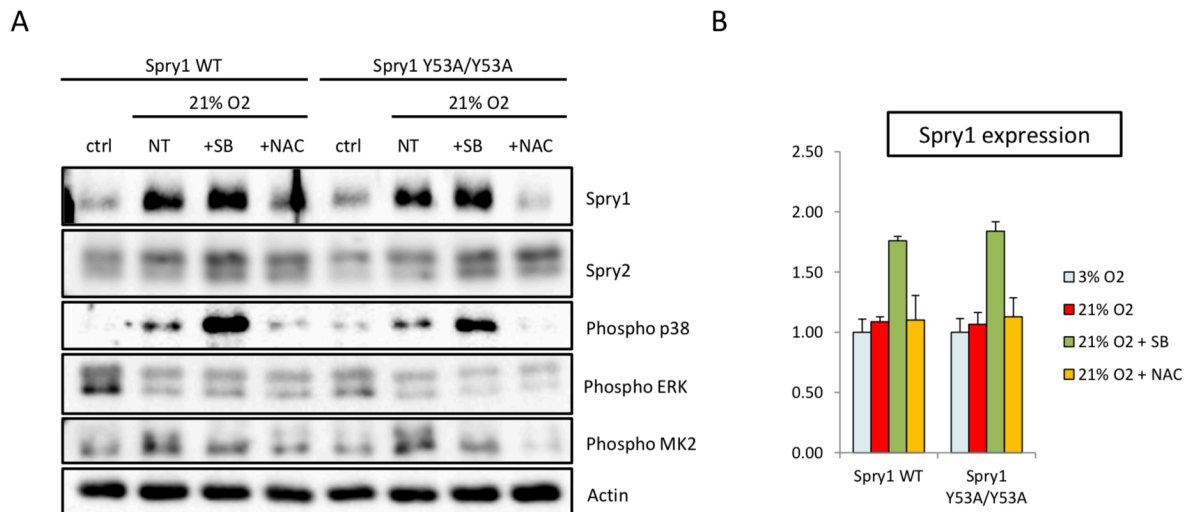 A
Spry1 WT Spry1 Y53A/Y53A
21% O2 21% O2
ctrl NT +SB +NAC ctrl NT +SB +NAC
Spry1
Spry2
Phospho p38
Phospho ERK
Phospho MK2
Actin
B
Spry1 expression
2.50
2.00
1.50
1.00
0.50
0.00
Spry1 WT
Spry1
Y53A/Y53A
3% O2
21% O2
21% O2 + SB
21% O2 + NAC